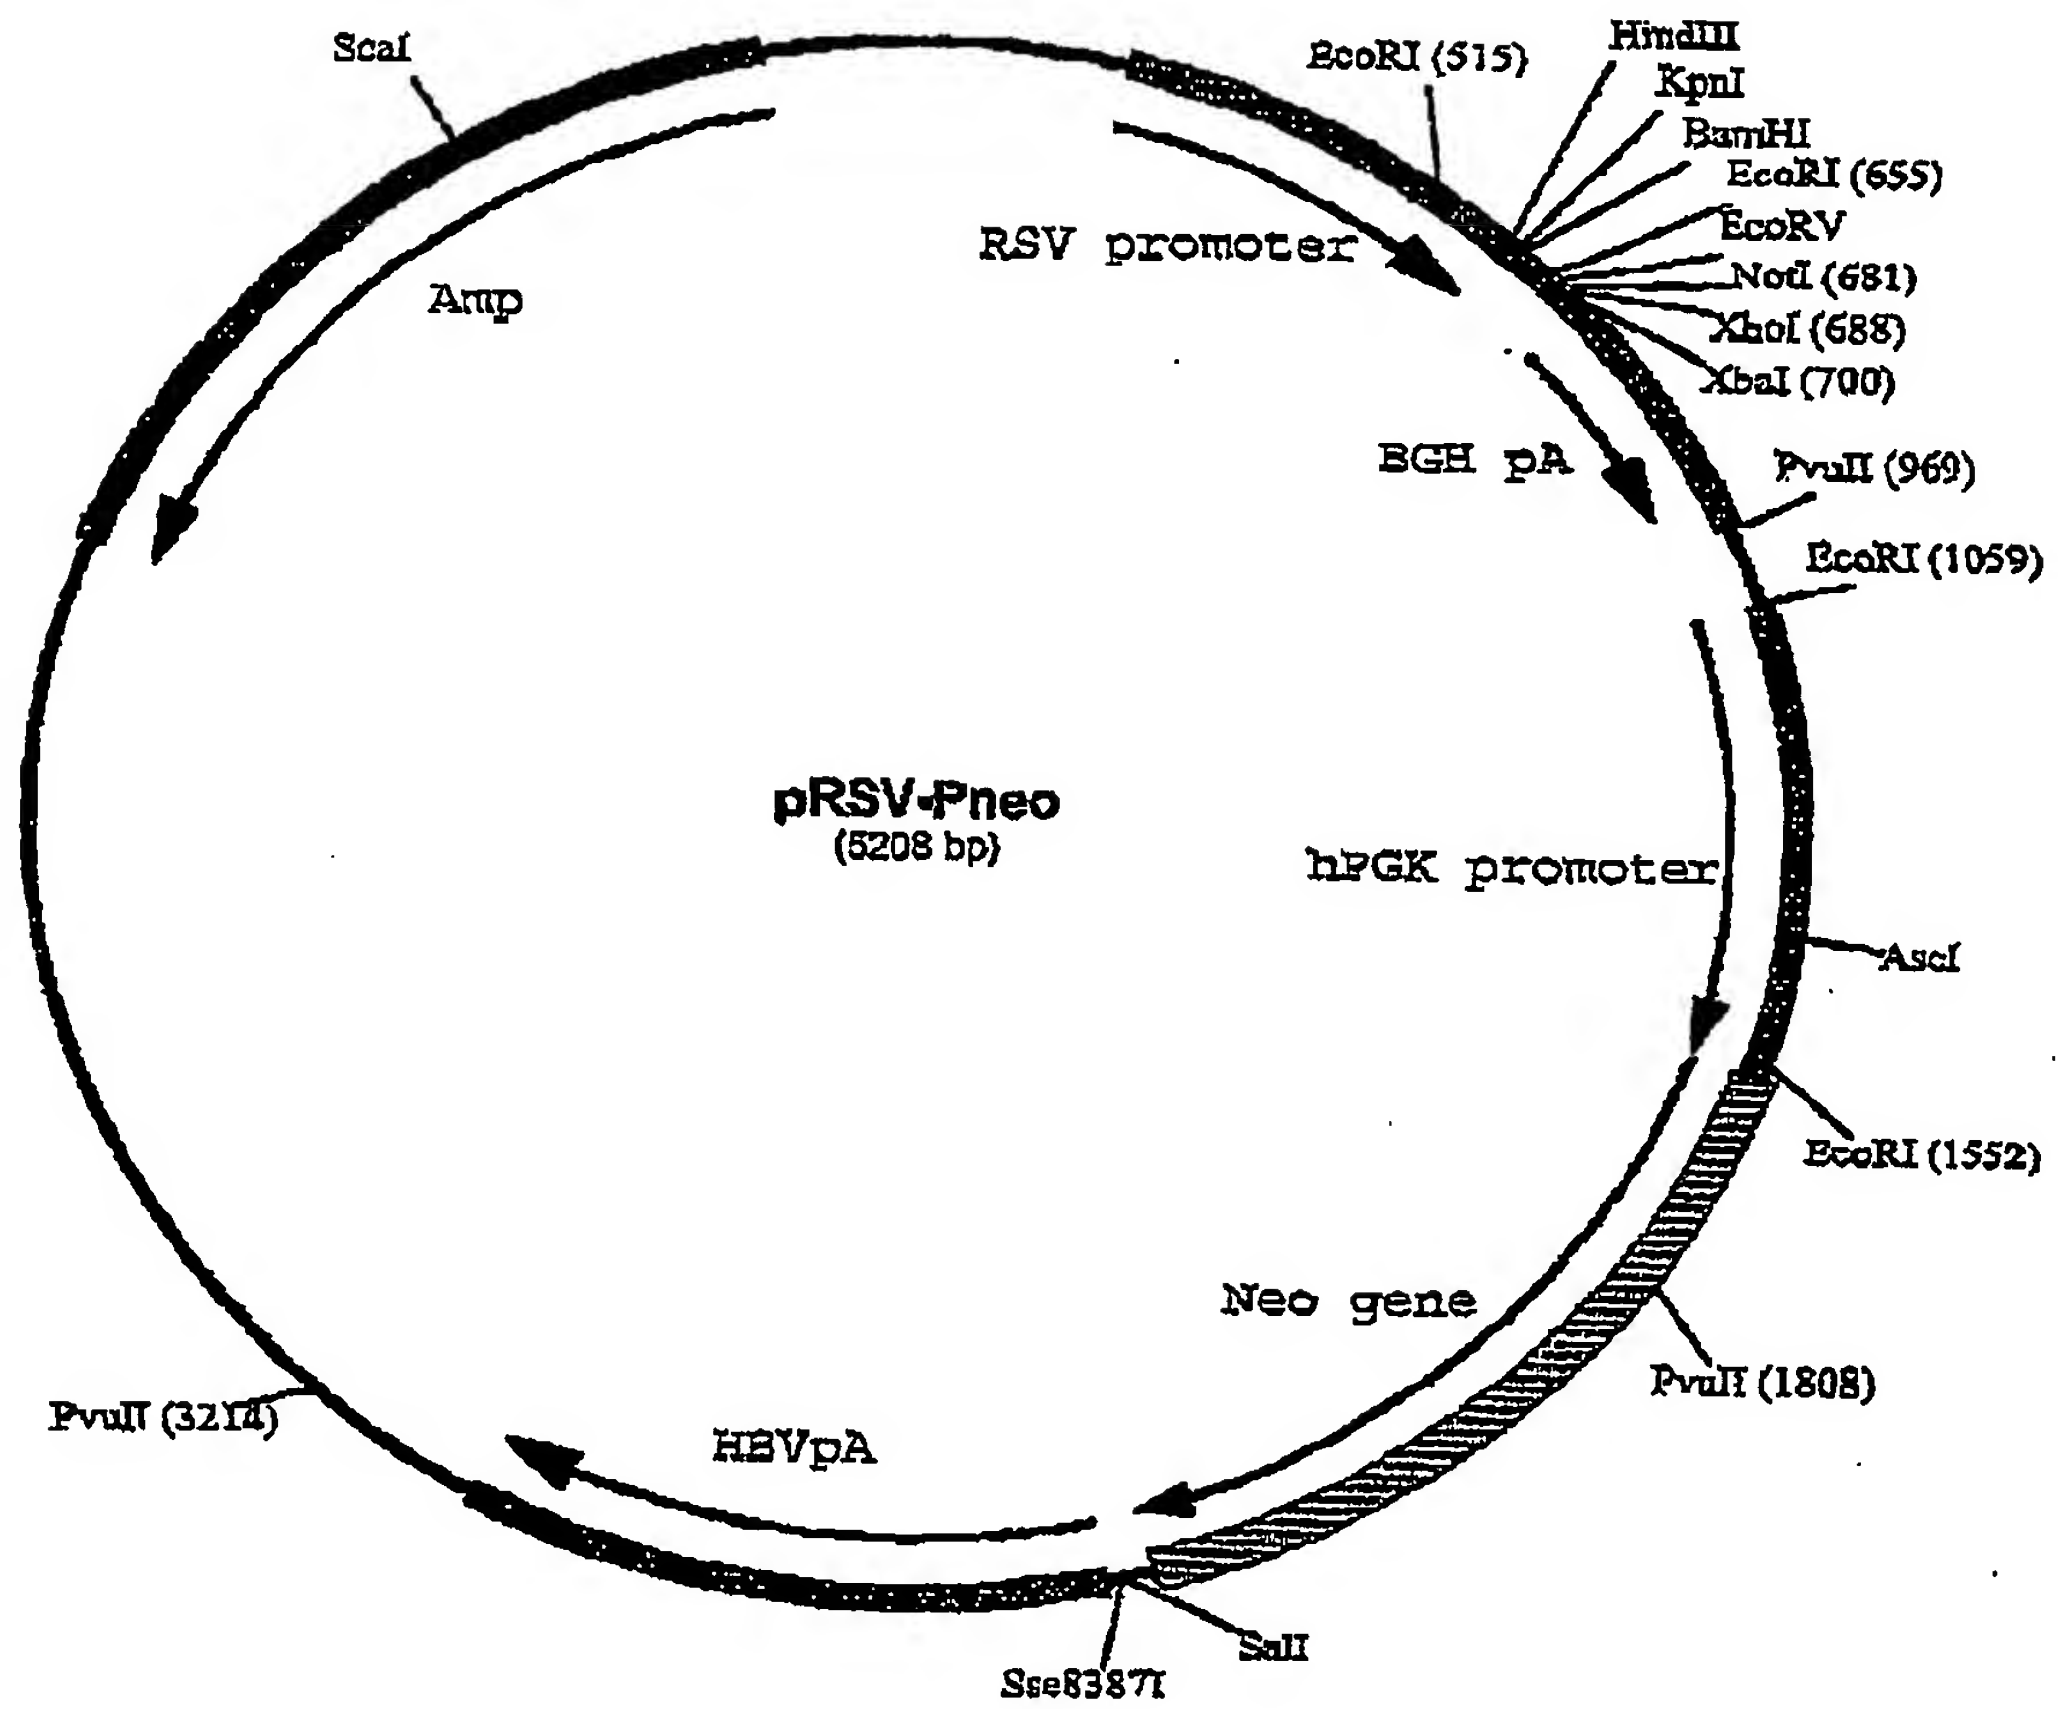 ScaI
EcoRI (515)
HindIII
KpnI
BamHI
EcoRI (655)
EcoRV
NotI (681)
XhoI (688)
XbaI (700)
RSV promoter
Amp
BGH pA
PvuII (969)
EcoRI (1059)
pRSV-Pneo
(5208 bp)
hPGK promoter
AscI
EcoRI (1552)
Neo gene
PvuII (1808)
PvuII (3214)
HBVpA
SalI
Sse8387I